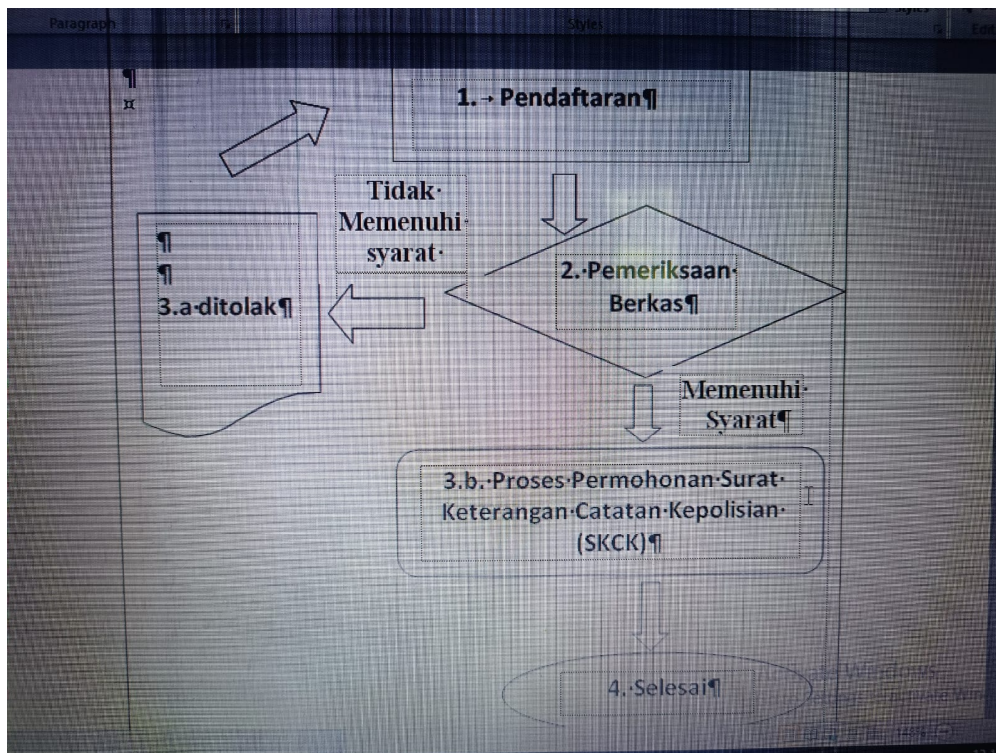 Paragraph
Styles
1. Pendaftaran¶
Tidak
Memenuhi
syarat
2. Pemeriksaan
Berkas¶
3.a ditolak¶
Memenuhi
Syarat¶
3.b. Proses Permohonan Surat
Keterangan Catatan Kepolisian
(SKCK)¶
4. Selesai¶